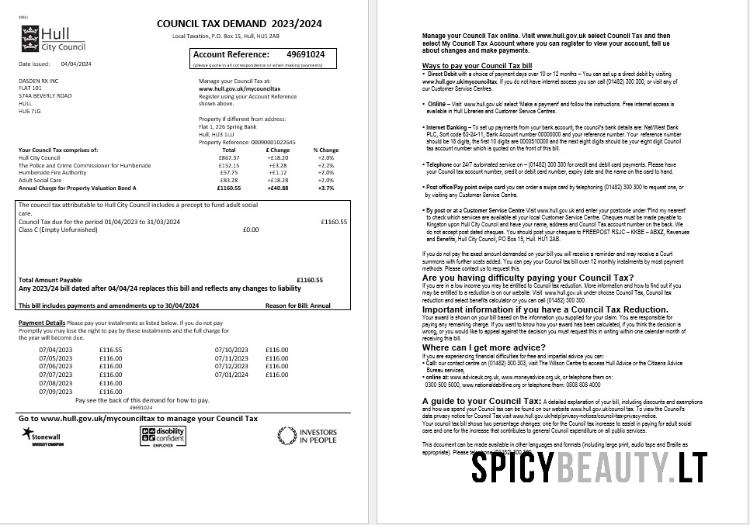 Hull
City Council
COUNCIL TAX DEMAND 2023/2024
Local Taxation, P.O. Box 15, Hull, HU1 2AB
Account Reference: 49691024
(please quote in all correspondence or when making payments)
Date issued: 04/04/2024
DASDEN RX INC
FLAT 101
574A BEVERLY ROAD
HULL
HU6 7LG
Manage your Council Tax at:
www.hull.gov.uk/mycounciltax
Register using your Account Reference
shown above.
Property if different from address:
Flat 1, 226 Spring Bank
Hull, HU3 1LU
Property Reference: 00090001022645
Your Council Tax comprises of: Total £ Change % Change
Hull City Council £867.37 +£18.20 +2.0%
The Police and Crime Commissioner for Humberside £152.15 +£3.28 +2.2%
Humberside Fire Authority £57.75 +£1.12 +2.0%
Adult Social Care £83.28 +£18.28 +2.0%
Annual Charge for Property Valuation Band A £1160.55 +£40.88 +3.7%
The council tax attributable to Hull City Council includes a precept to fund adult social
care.
Council Tax due for the period 01/04/2023 to 31/03/2024 £1160.55
Class C (Empty Unfurnished) £0.00
Total Amount Payable £1160.55
Any 2023/24 bill dated after 04/04/24 replaces this bill and reflects any changes to liability
This bill includes payments and amendments up to 30/04/2024 Reason for Bill: Annual
Payment Details Please pay your instalments as listed below. If you do not pay
Promptly you may lose the right to pay by these instalments and the full charge for
the year will become due.
07/04/2023 £116.55 07/10/2023 £116.00
07/05/2023 £116.00 07/11/2023 £116.00
07/06/2023 £116.00 07/12/2023 £116.00
07/07/2023 £116.00 07/01/2024 £116.00
07/08/2023 £116.00
07/09/2023 £116.00
Pay see the back of this demand for how to pay.
49691024
Go to www.hull.gov.uk/mycounciltax to manage your Council Tax
Stonewall
DIVERSITY CHAMPION
disability
confident
EMPLOYER
INVESTORS
IN PEOPLE
Manage your Council Tax online. Visit www.hull.gov.uk select Council Tax and then
select My Council Tax Account where you can register to view your account, tell us
about changes and make payments.
Ways to pay your Council Tax bill
• Direct Debit with a choice of payment days over 10 or 12 months – You can set up a direct debit by visiting
www.hull.gov.uk/mycounciltax. If you do not have internet access you can call (01482) 300 300, or visit any of
our Customer Service Centres.
• Online – Visit www.hull.gov.uk/ select 'Make a payment' and follow the instructions. Free internet access is
available in Hull Libraries and Customer Service Centres.
• Internet Banking – To set up payments from your bank account, the council's bank details are: NatWest Bank
PLC, Sort code 52-24-11, Bank Account number 00000000 and your reference number. Your reference number
should be 18 digits, the first 10 digits are 0000510000 and the next eight digits should be your eight digit Council
tax account number which is quoted on the front of this bill.
• Telephone our 24/7 automated service on – (01482) 300 300 for credit and debit card payments. Please have
your Council tax account number, credit or debit card number, expiry date and the name on the card to hand.
• Post office/Pay point swipe card you can order a swipe card by telephoning (01482) 300 300 to request one, or
by visiting any Customer Service Centre.
• By post or at a Customer Service Centre Visit www.hull.gov.uk and enter your postcode under 'Find my nearest'
to check which services are available at your local Customer Service Centre. Cheques must be made payable to
Kingston upon Hull City Council and have your name, address and Council Tax account number on the back. We
do not accept post dated cheques. You should post your cheques to FREEPOST RSJC – KKBE – ABXZ, Revenues
and Benefits, Hull City Council, PO Box 15, Hull. HU1 2AB.
If you do not pay the exact amount demanded on your bill you will receive a reminder and may receive a Court
summons with further costs added. You can pay your Council tax bill over 12 monthly instalments by most payment
methods. Please contact us to request this.
Are you having difficulty paying your Council Tax?
If you are in a low income you may be entitled to Council tax reduction. More information and how to find out if you
may be entitled to a reduction is on our website. Visit www.hull.gov.uk choose Council Tax, Council tax
reduction and select benefits calculator or you can call (01482) 300 300.
Important information if you have a Council Tax Reduction.
Your award is shown on your bill based on the information you supplied for your claim. You are responsible for
paying any remaining charge. If you want to know how your award has been calculated, if you think the decision is
wrong, or you would like to appeal against the decision you must request this in writing within one calendar month of
receiving this bill.
Where can I get more advice?
If you are experiencing financial difficulties for free and impartial advice you can:
• Call: our contact centre on (01482) 300 303, visit The Wilson Centre to access Hull Advice or the Citizens Advice
Bureau services,
• online at: www.adviceuk.org.uk, www.moneyadvice.org.uk, or telephone them on:
0300 500 5000, www.nationaldebtline.org or telephone them: 0808 808 4000
A guide to your Council Tax: A detailed explanation of your bill, including discounts and exemptions
and how we spend your Council tax can be found on our website www.hull.gov.uk/council tax. To view the Council's
data privacy notice for Council Tax visit www.hull.gov.uk/help/privacy-notices/council-tax-privacy-notice.
Your council tax bill shows two percentage changes: one for the Council tax increase to assist in paying for adult social
care and one for the increase that contributes to general Council expenditure on all public services.
This document can be made available in other languages and formats (including large print, audio tape and Braille as
appropriate). Please telephone (01482) 300 300
SPICYBEAUTY.LT